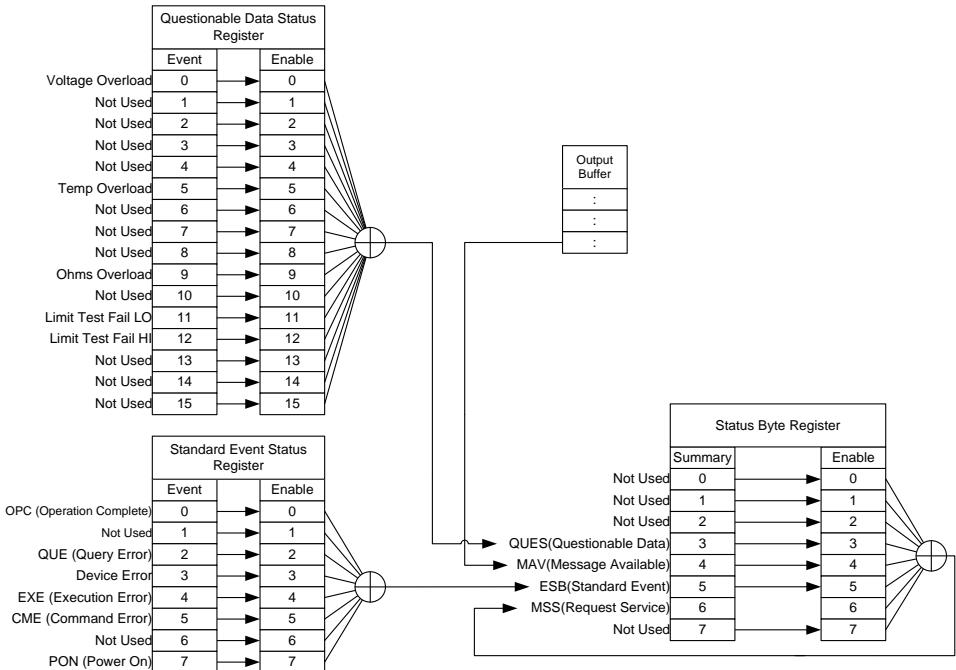 Questionable Data Status
Register
Event Enable
Voltage Overload 0 0
Not Used 1 1
Not Used 2 2
Not Used 3 3
Not Used 4 4
Temp Overload 5 5
Not Used 6 6
Not Used 7 7
Not Used 8 8
Ohms Overload 9 9
Not Used 10 10
Limit Test Fail LO 11 11
Limit Test Fail HI 12 12
Not Used 13 13
Not Used 14 14
Not Used 15 15
Output
Buffer
:
:
:
Standard Event Status
Register
Event Enable
OPC (Operation Complete) 0 0
Not Used 1 1
QUE (Query Error) 2 2
Device Error 3 3
EXE (Execution Error) 4 4
CME (Command Error) 5 5
Not Used 6 6
PON (Power On) 7 7
Status Byte Register
Summary Enable
Not Used 0 0
Not Used 1 1
Not Used 2 2
QUES(Questionable Data) 3 3
MAV(Message Available) 4 4
ESB(Standard Event) 5 5
MSS(Request Service) 6 6
Not Used 7 7